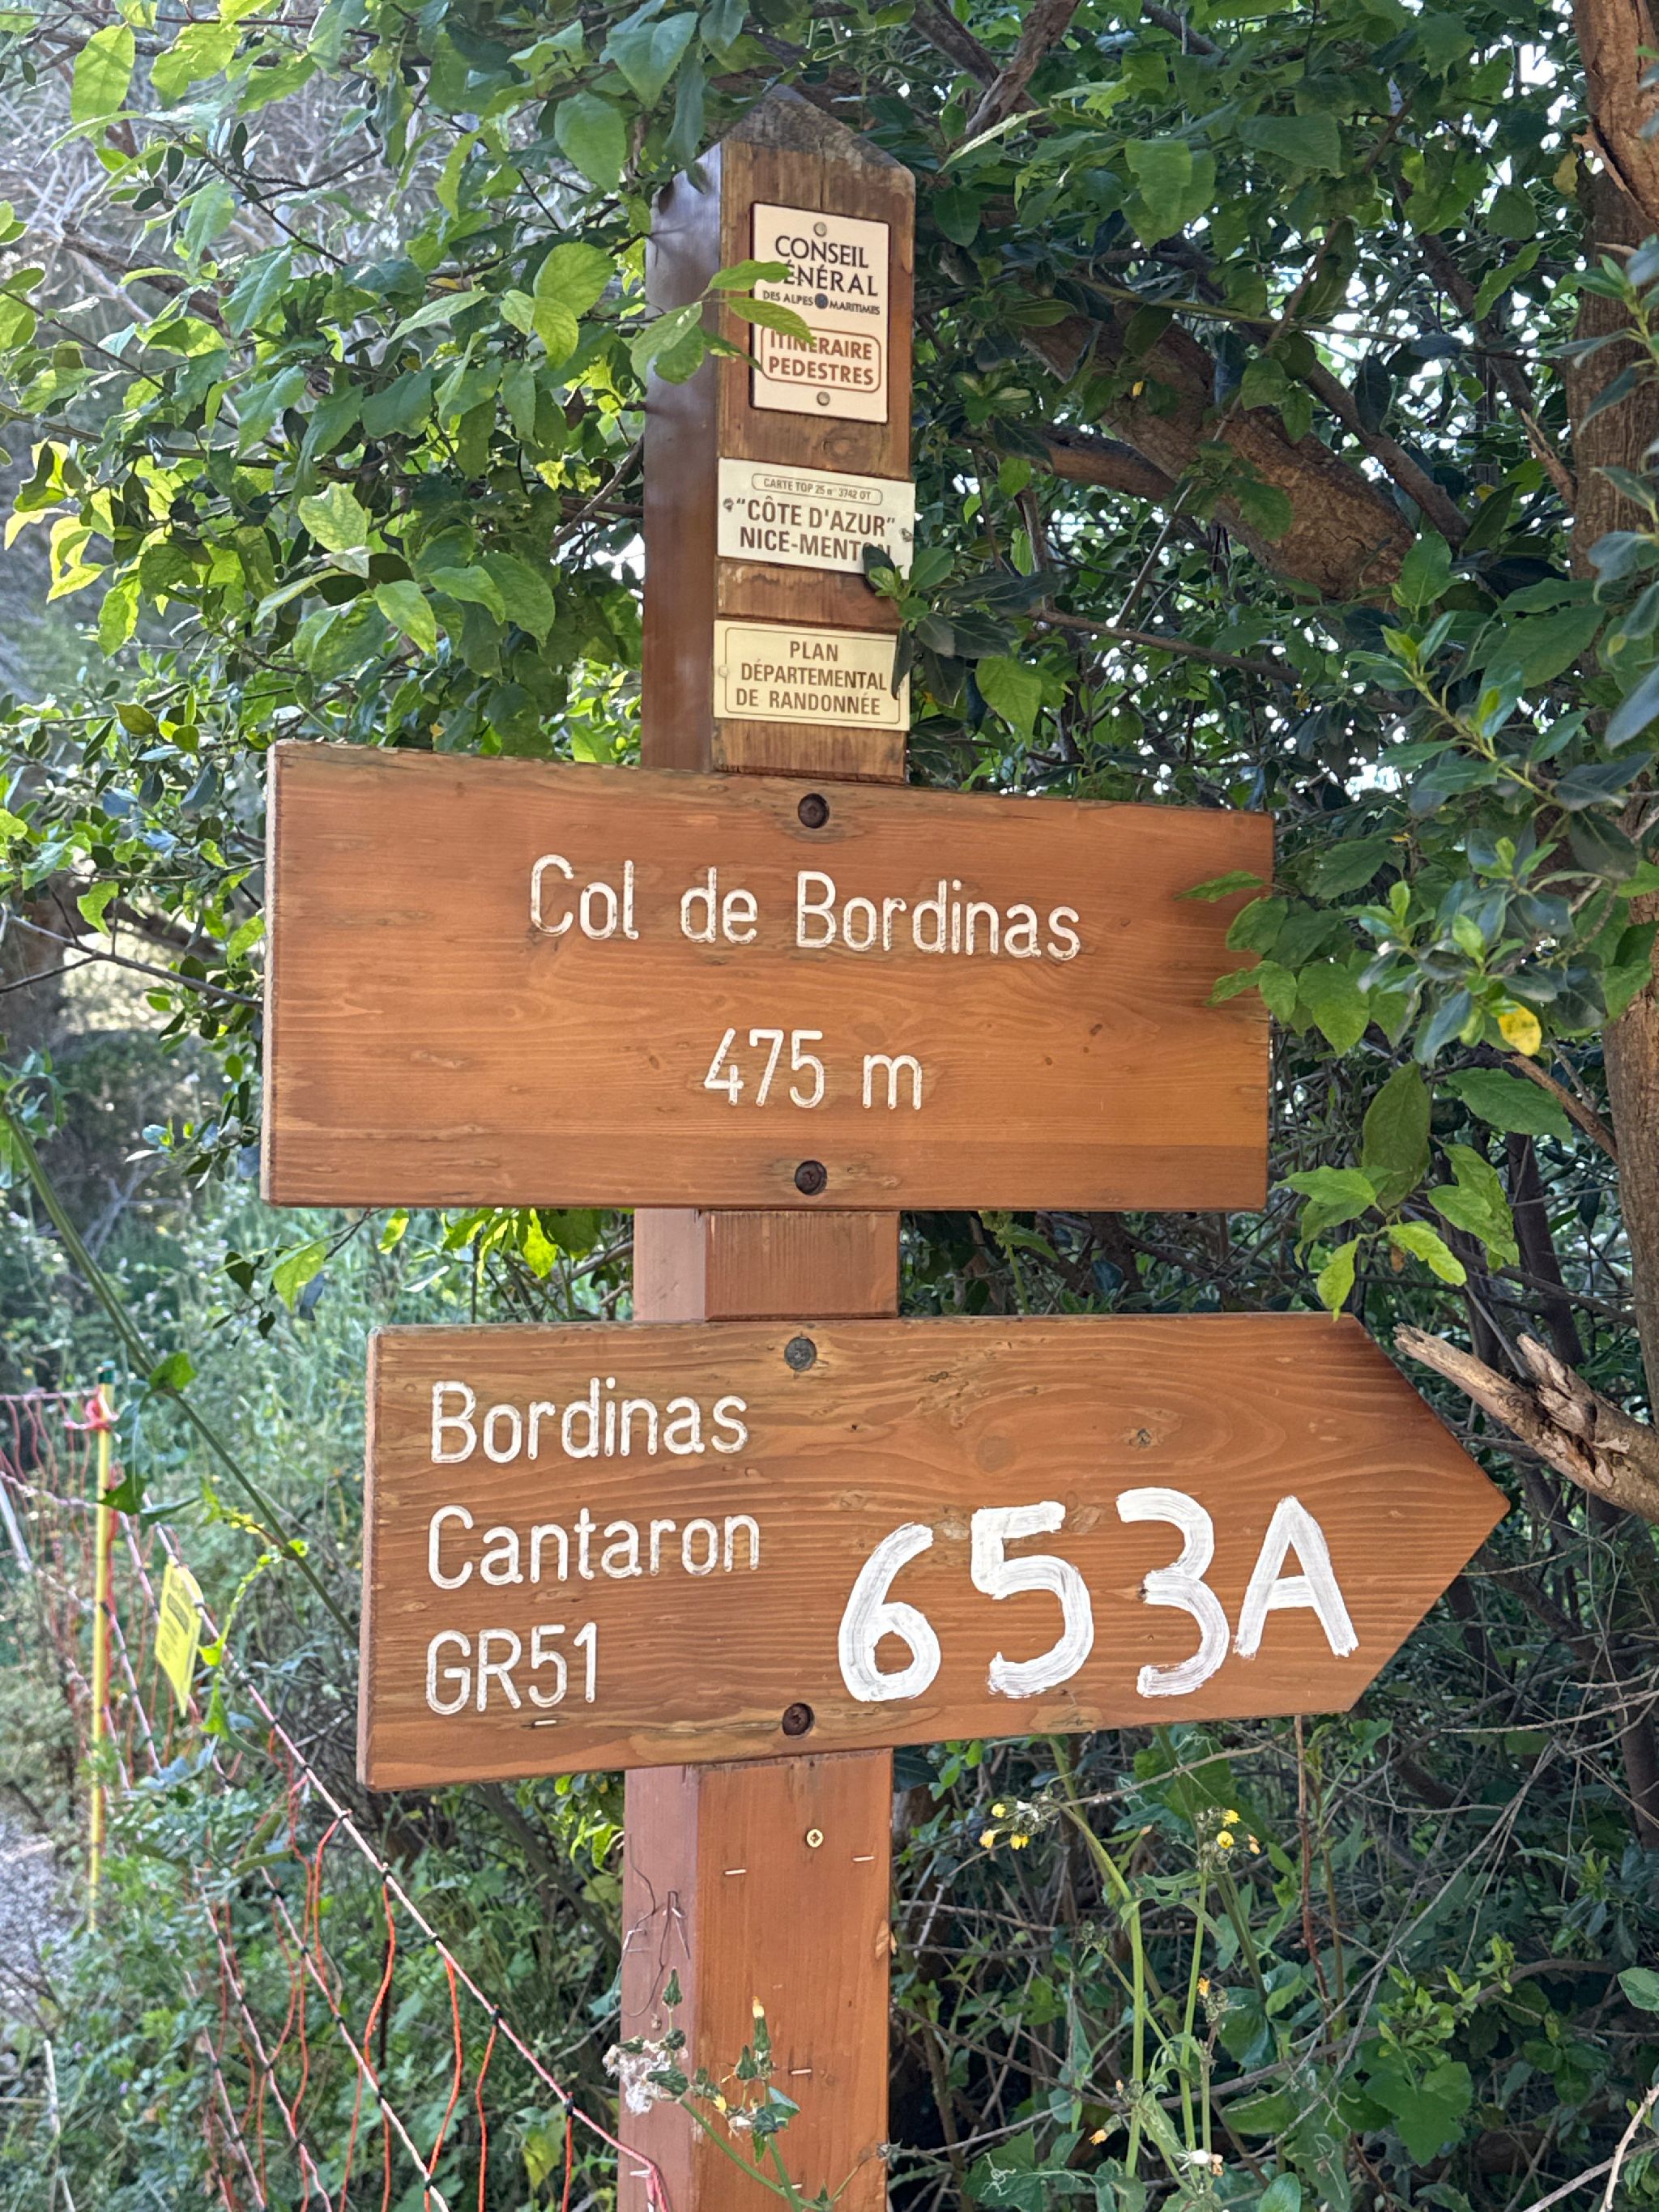 CONSEIL
GÉNÉRAL
DES ALPES MARITIMES
ITINERAIRE
PEDESTRES
CARTE TOP 25 n° 3742 OT
"CÔTE D'AZUR"
NICE-MENTON
PLAN
DÉPARTEMENTAL
DE RANDONNÉE
Col de Bordinas
475 m
Bordinas
Cantaron
GR51
653A